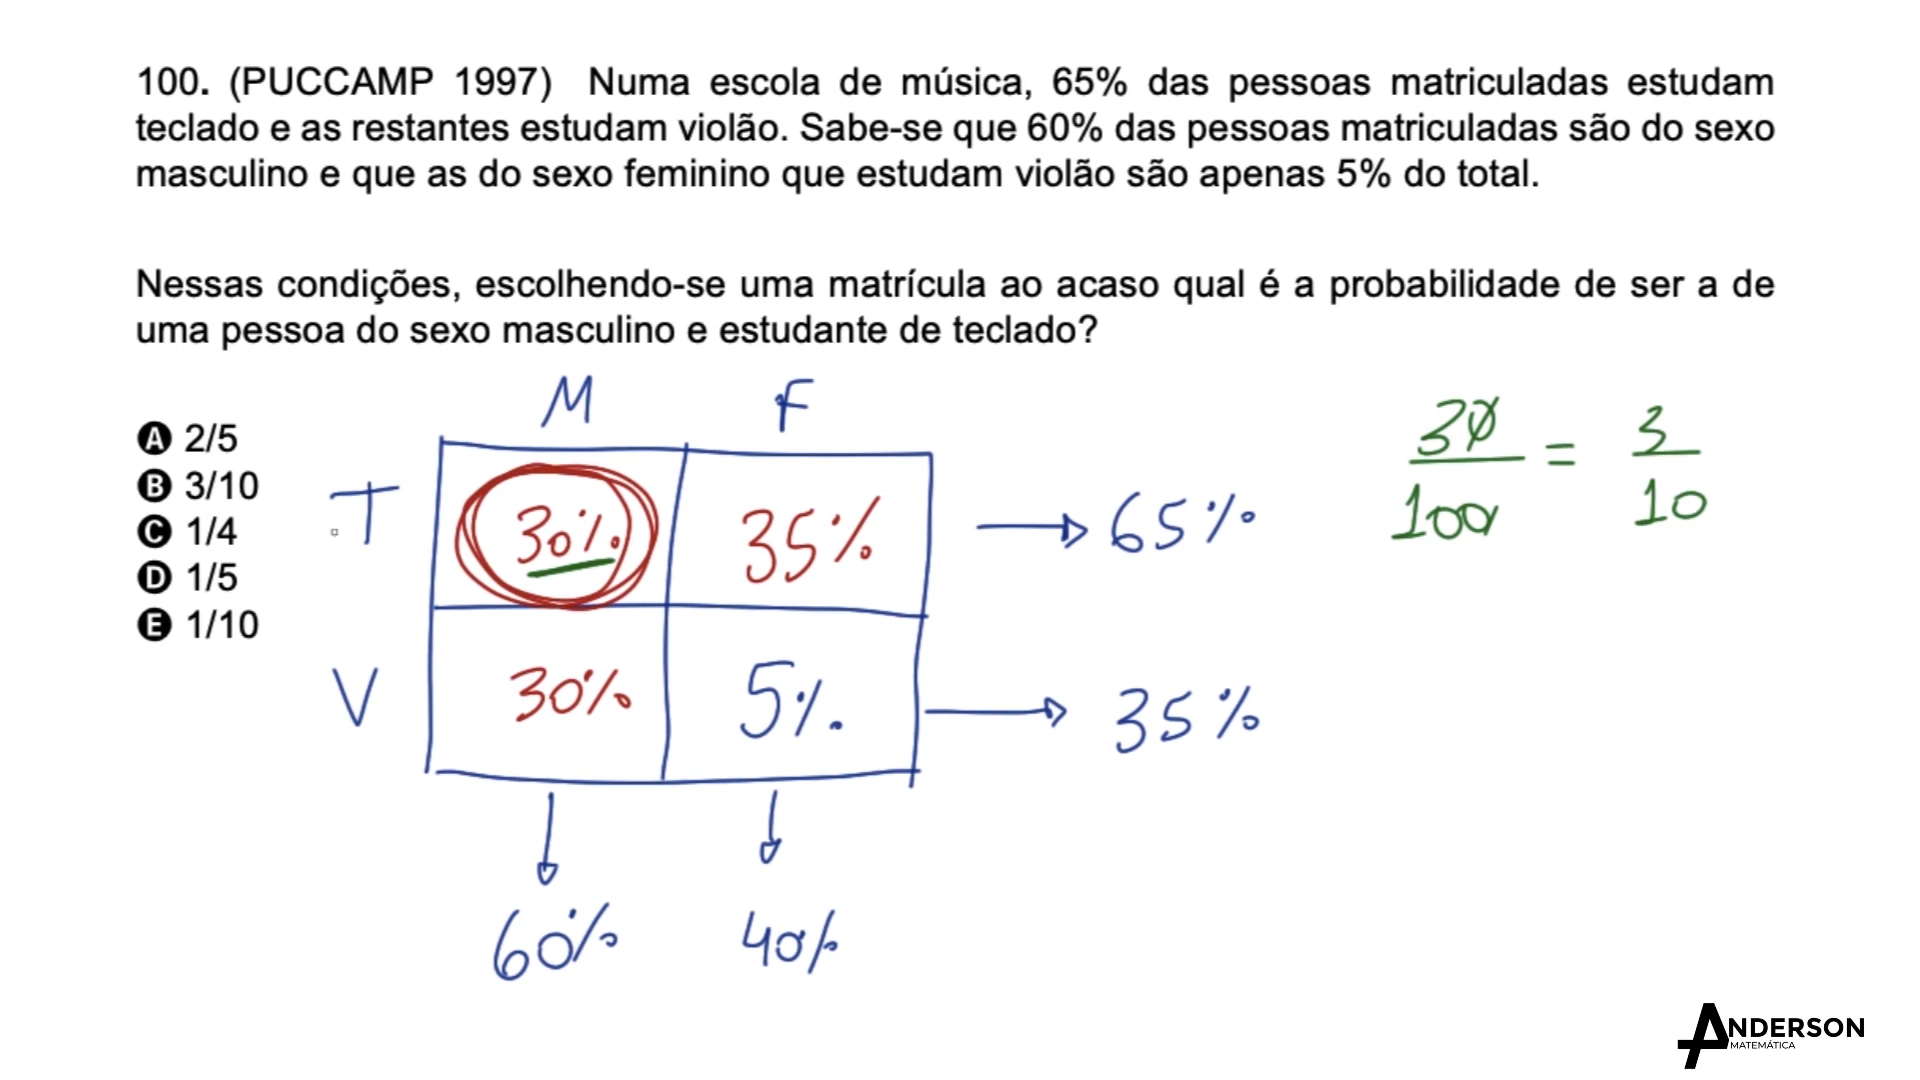 100. (PUCCAMP 1997) Numa escola de música, 65% das pessoas matriculadas estudam
teclado e as restantes estudam violão. Sabe-se que 60% das pessoas matriculadas são do sexo
masculino e que as do sexo feminino que estudam violão são apenas 5% do total.
Nessas condições, escolhendo-se uma matrícula ao acaso qual é a probabilidade de ser a de
uma pessoa do sexo masculino e estudante de teclado?
A 2/5
B 3/10
C 1/4
D 1/5
E 1/10
M F
T 30% 35% → 65%
V 30% 5% → 35%
60% 40%
30/100 = 3/10
ANDERSON
MATEMÁTICA